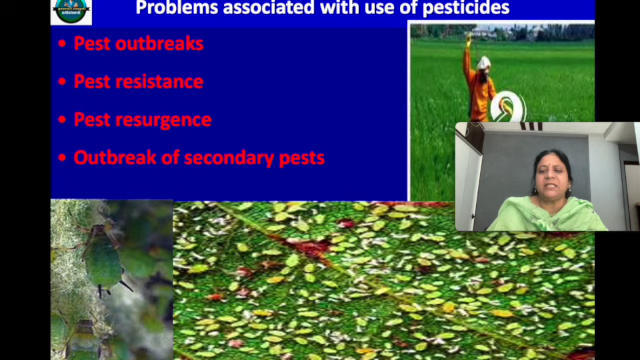 Problems associated with use of pesticides
• Pest outbreaks
• Pest resistance
• Pest resurgence
• Outbreak of secondary pests